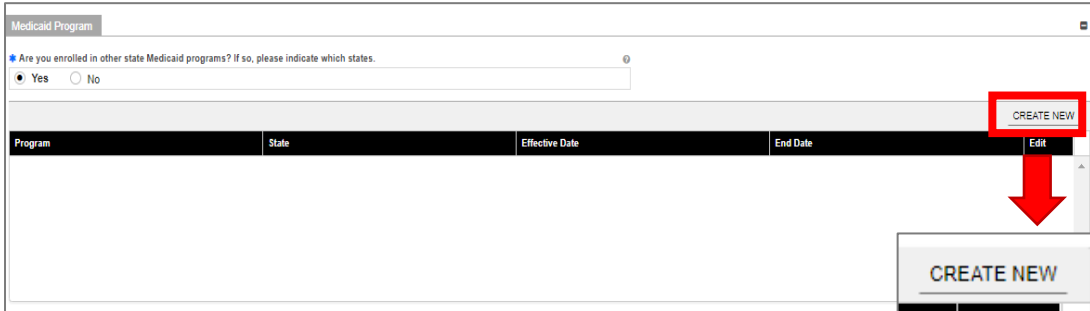 Medicaid Program
* Are you enrolled in other state Medicaid programs? If so, please indicate which states.
Yes No
CREATE NEW
Program State Effective Date End Date Edit
CREATE NEW